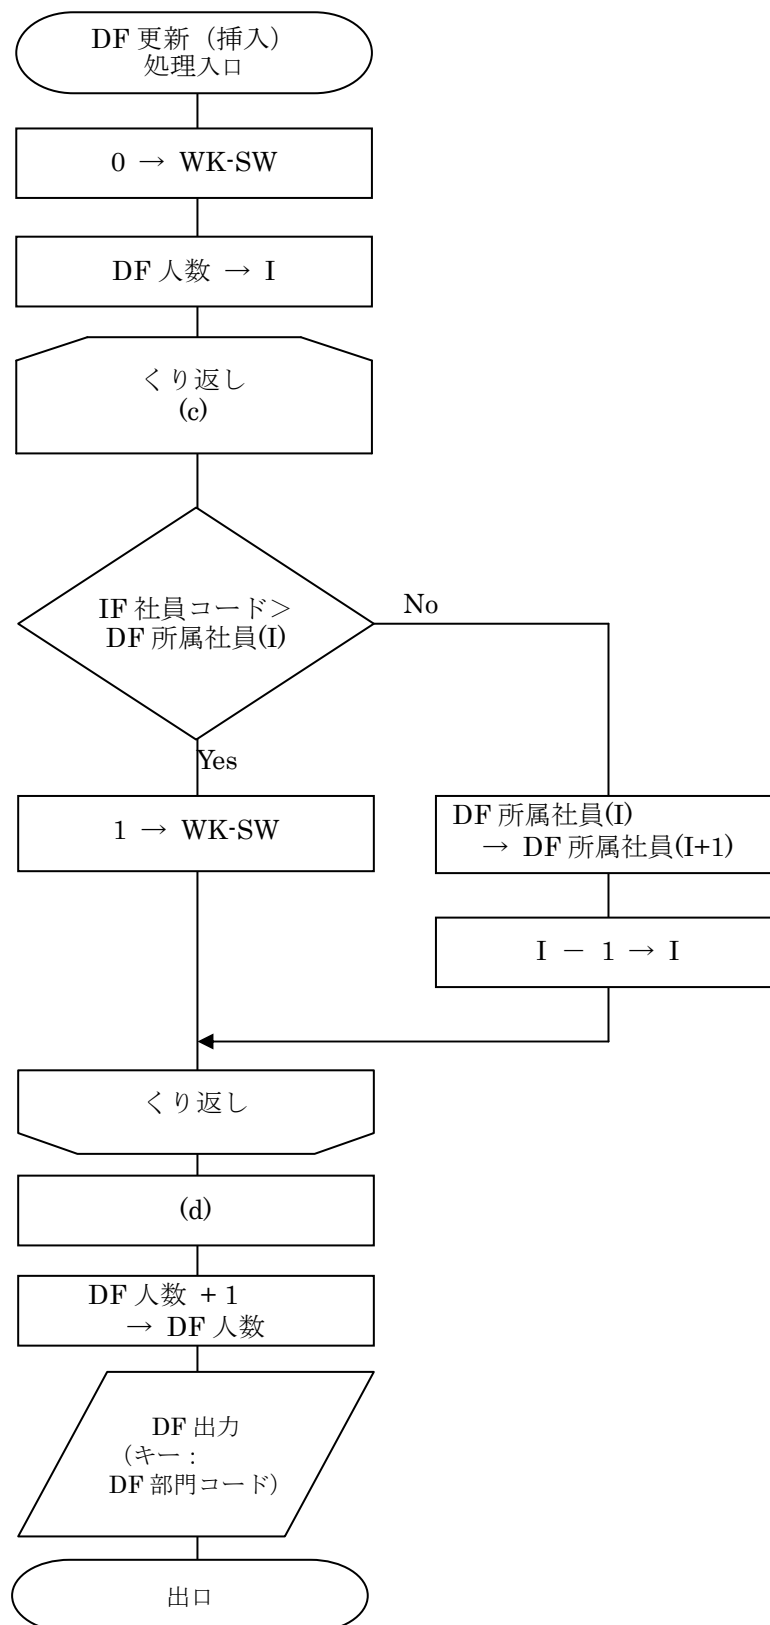 DF 更新（挿入）
処理入口
0 → WK-SW
DF 人数 → I
くり返し
(c)
IF 社員コード＞
DF 所属社員(I)
No
Yes
1 → WK-SW
DF 所属社員(I)
→ DF 所属社員(I+1)
I － 1 → I
くり返し
(d)
DF 人数 + 1
→ DF 人数
DF 出力
（キー：
DF 部門コード）
出口